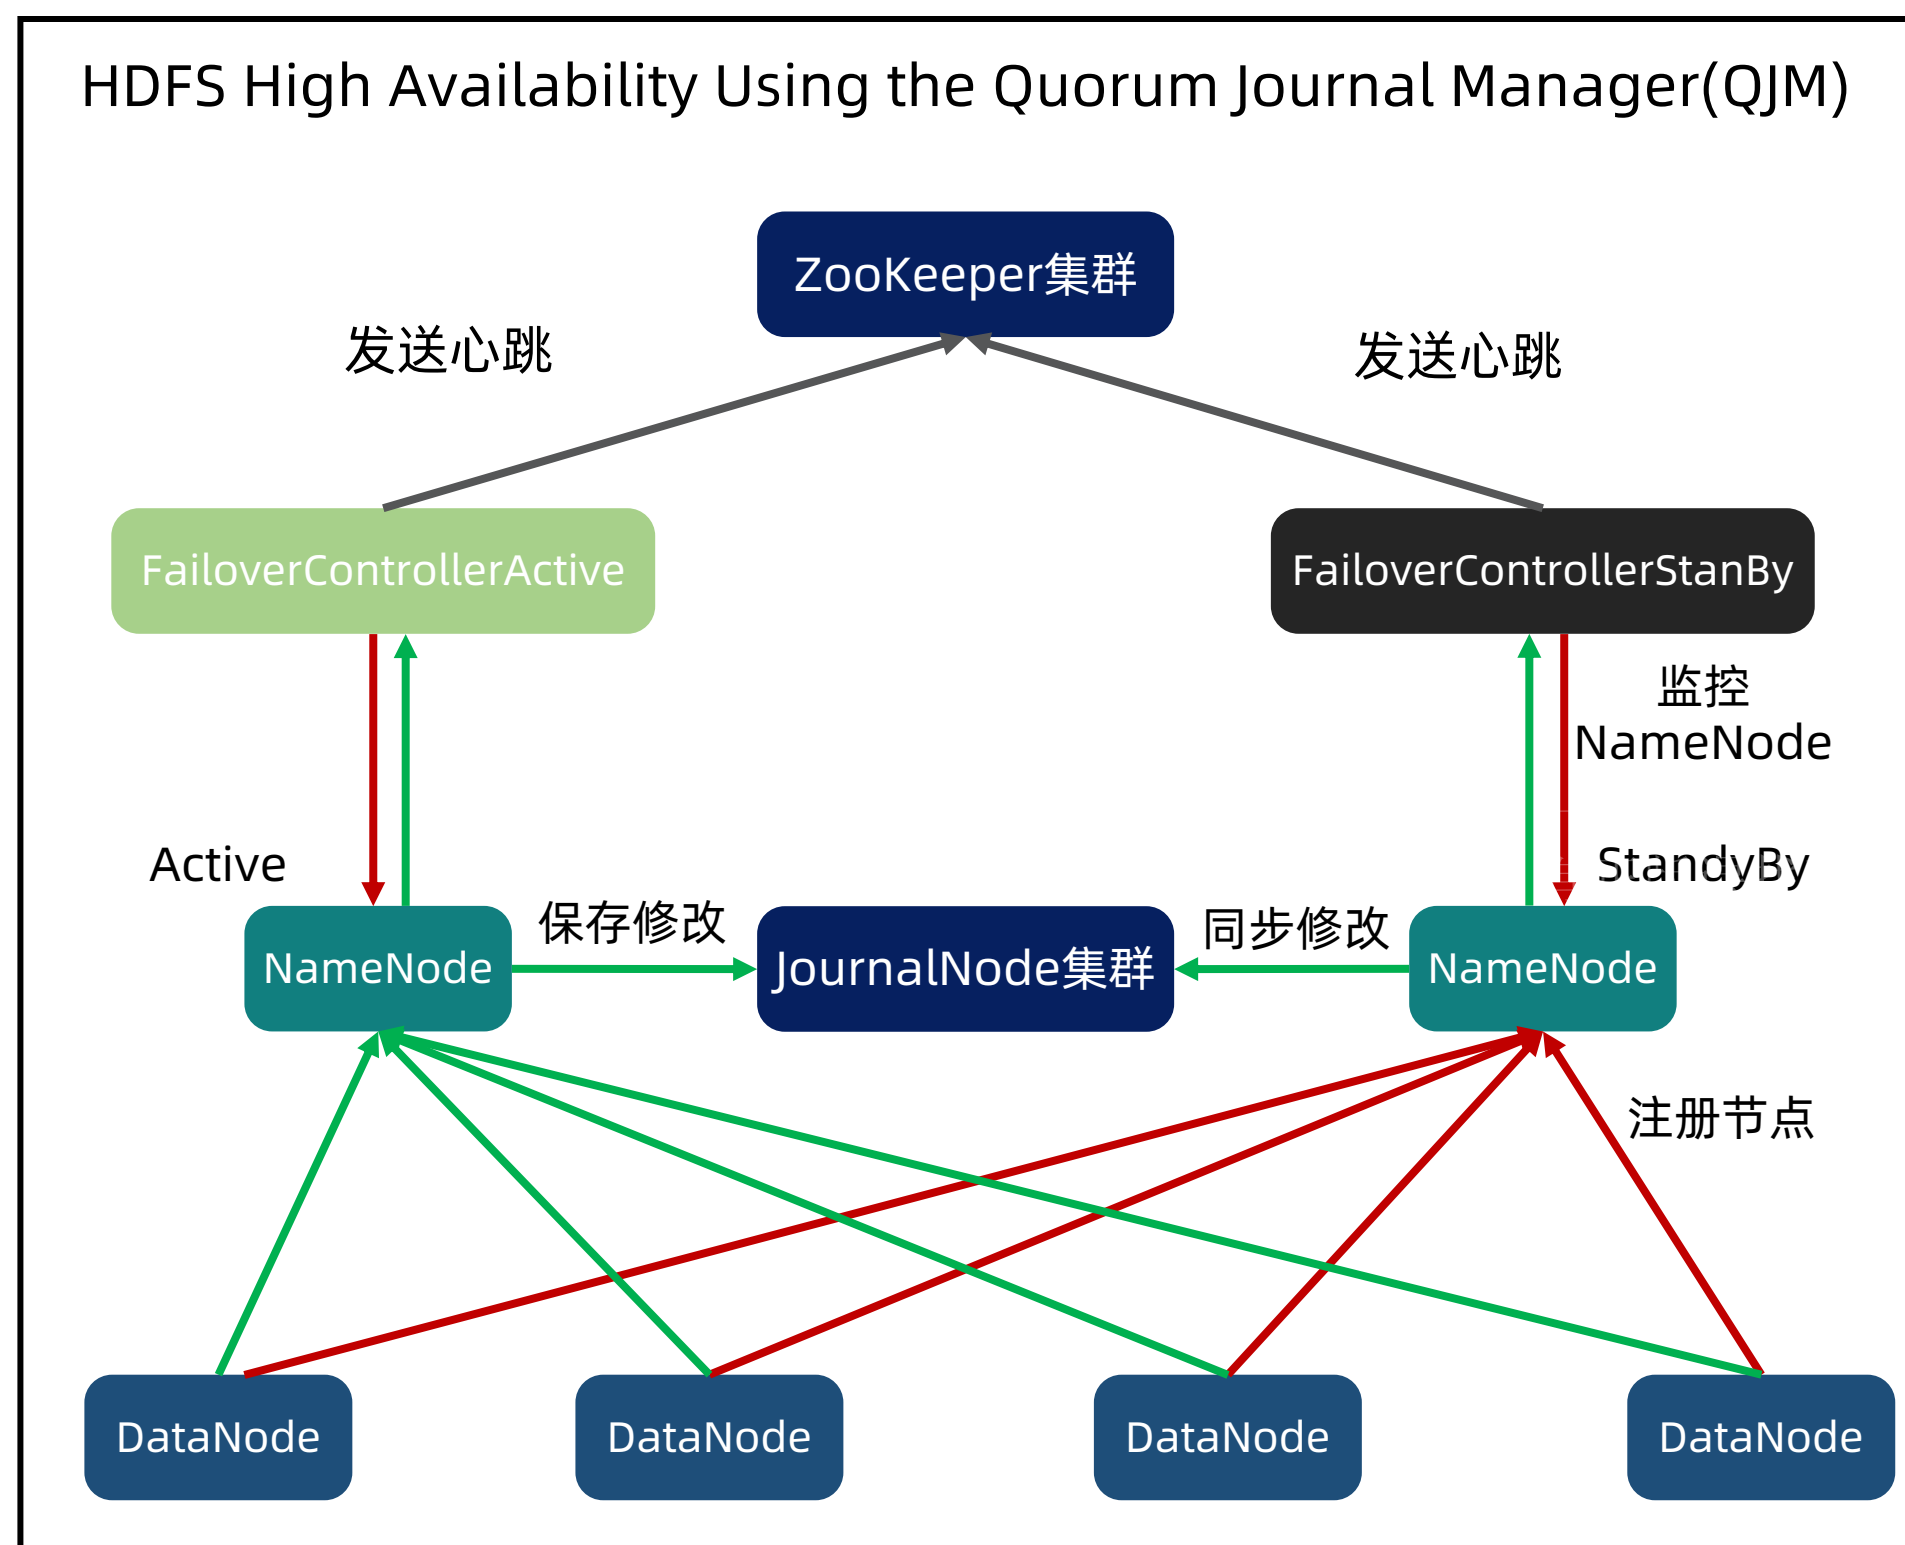 HDFS High Availability Using the Quorum Journal Manager(QJM)
ZooKeeper集群
发送心跳
发送心跳
FailoverControllerActive
FailoverControllerStanBy
监控
NameNode
Active
StandyBy
NameNode
保存修改
JournalNode集群
同步修改
NameNode
注册节点
DataNode
DataNode
DataNode
DataNode